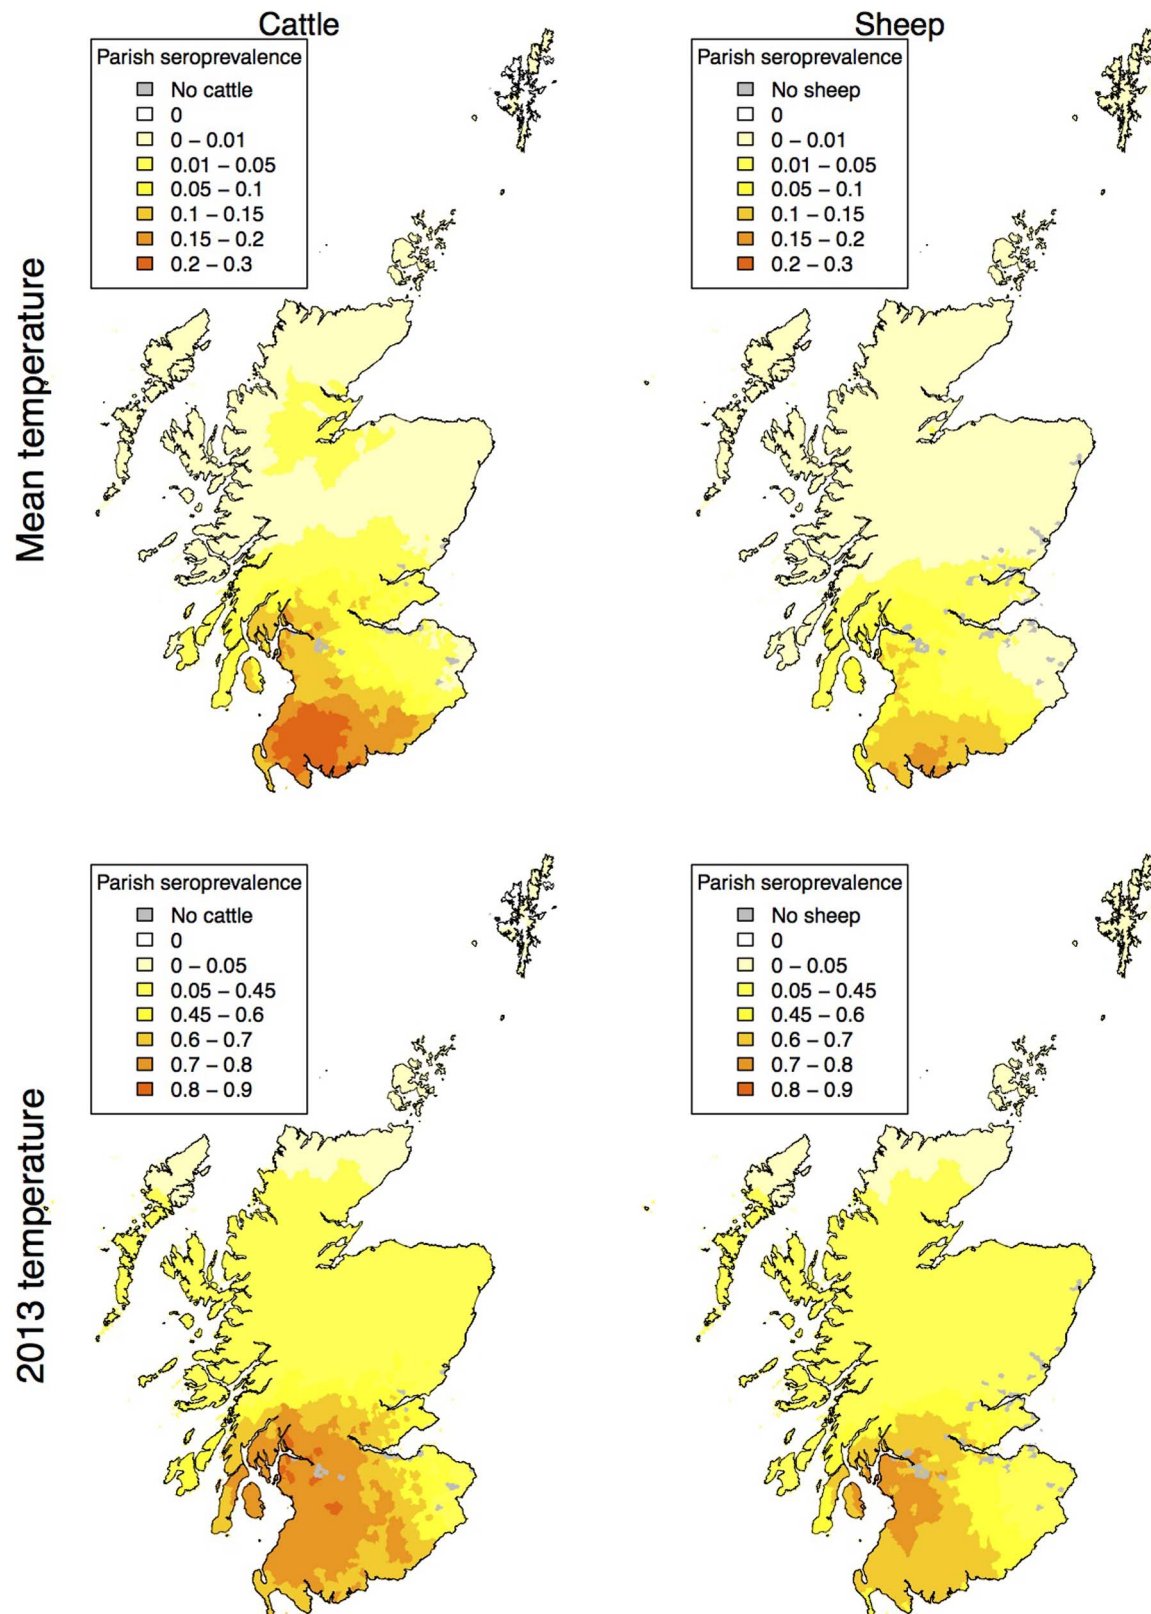 Cattle
Sheep
Mean temperature
Parish seroprevalence
No cattle
0
0 – 0.01
0.01 – 0.05
0.05 – 0.1
0.1 – 0.15
0.15 – 0.2
0.2 – 0.3
Parish seroprevalence
No sheep
0
0 – 0.01
0.01 – 0.05
0.05 – 0.1
0.1 – 0.15
0.15 – 0.2
0.2 – 0.3
2013 temperature
Parish seroprevalence
No cattle
0
0 – 0.05
0.05 – 0.45
0.45 – 0.6
0.6 – 0.7
0.7 – 0.8
0.8 – 0.9
Parish seroprevalence
No sheep
0
0 – 0.05
0.05 – 0.45
0.45 – 0.6
0.6 – 0.7
0.7 – 0.8
0.8 – 0.9